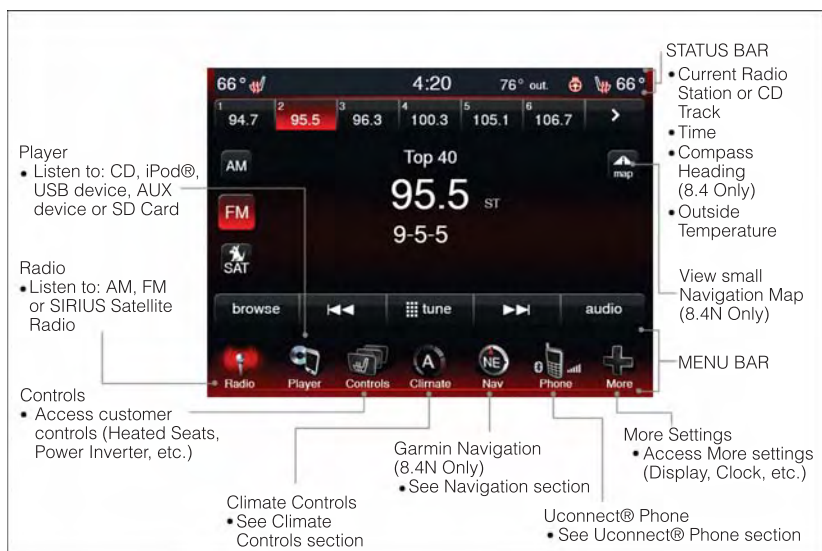 66° 4:20 76° out. 66°
1 94.7 2 95.5 3 96.3 4 100.3 5 105.1 6 106.7 >
AM
FM
SAT
Top 40
95.5 ST
9-5-5
map
browse tune audio
Radio Player Controls A Climate NE Nav Phone More
Player
• Listen to: CD, iPod®,
USB device, AUX
device or SD Card
Radio
• Listen to: AM, FM
or SIRIUS Satellite
Radio
Controls
• Access customer
controls (Heated Seats,
Power Inverter, etc.)
Climate Controls
• See Climate
Controls section
Garmin Navigation
(8.4N Only)
• See Navigation section
Uconnect® Phone
• See Uconnect® Phone section
More Settings
• Access More settings
(Display, Clock, etc.)
MENU BAR
View small
Navigation Map
(8.4N Only)
STATUS BAR
• Current Radio
Station or CD
Track
• Time
• Compass
Heading
(8.4 Only)
• Outside
Temperature